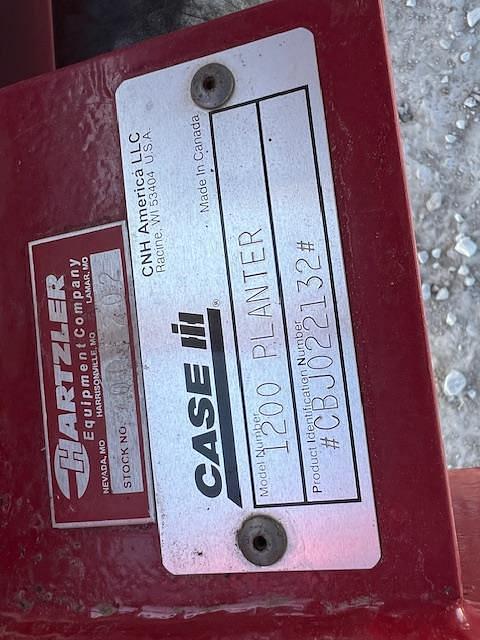 HARTZLER
Equipment Company
NEVADA, MO HARRISONVILLE, MO LAMAR, MO
STOCK NO
CNH America LLC
Racine, WI 53404 U.S.A.
CASE III
®
Made In Canada
Model Number
1200 PLANTER
Product Identification Number
#CBJ022132#